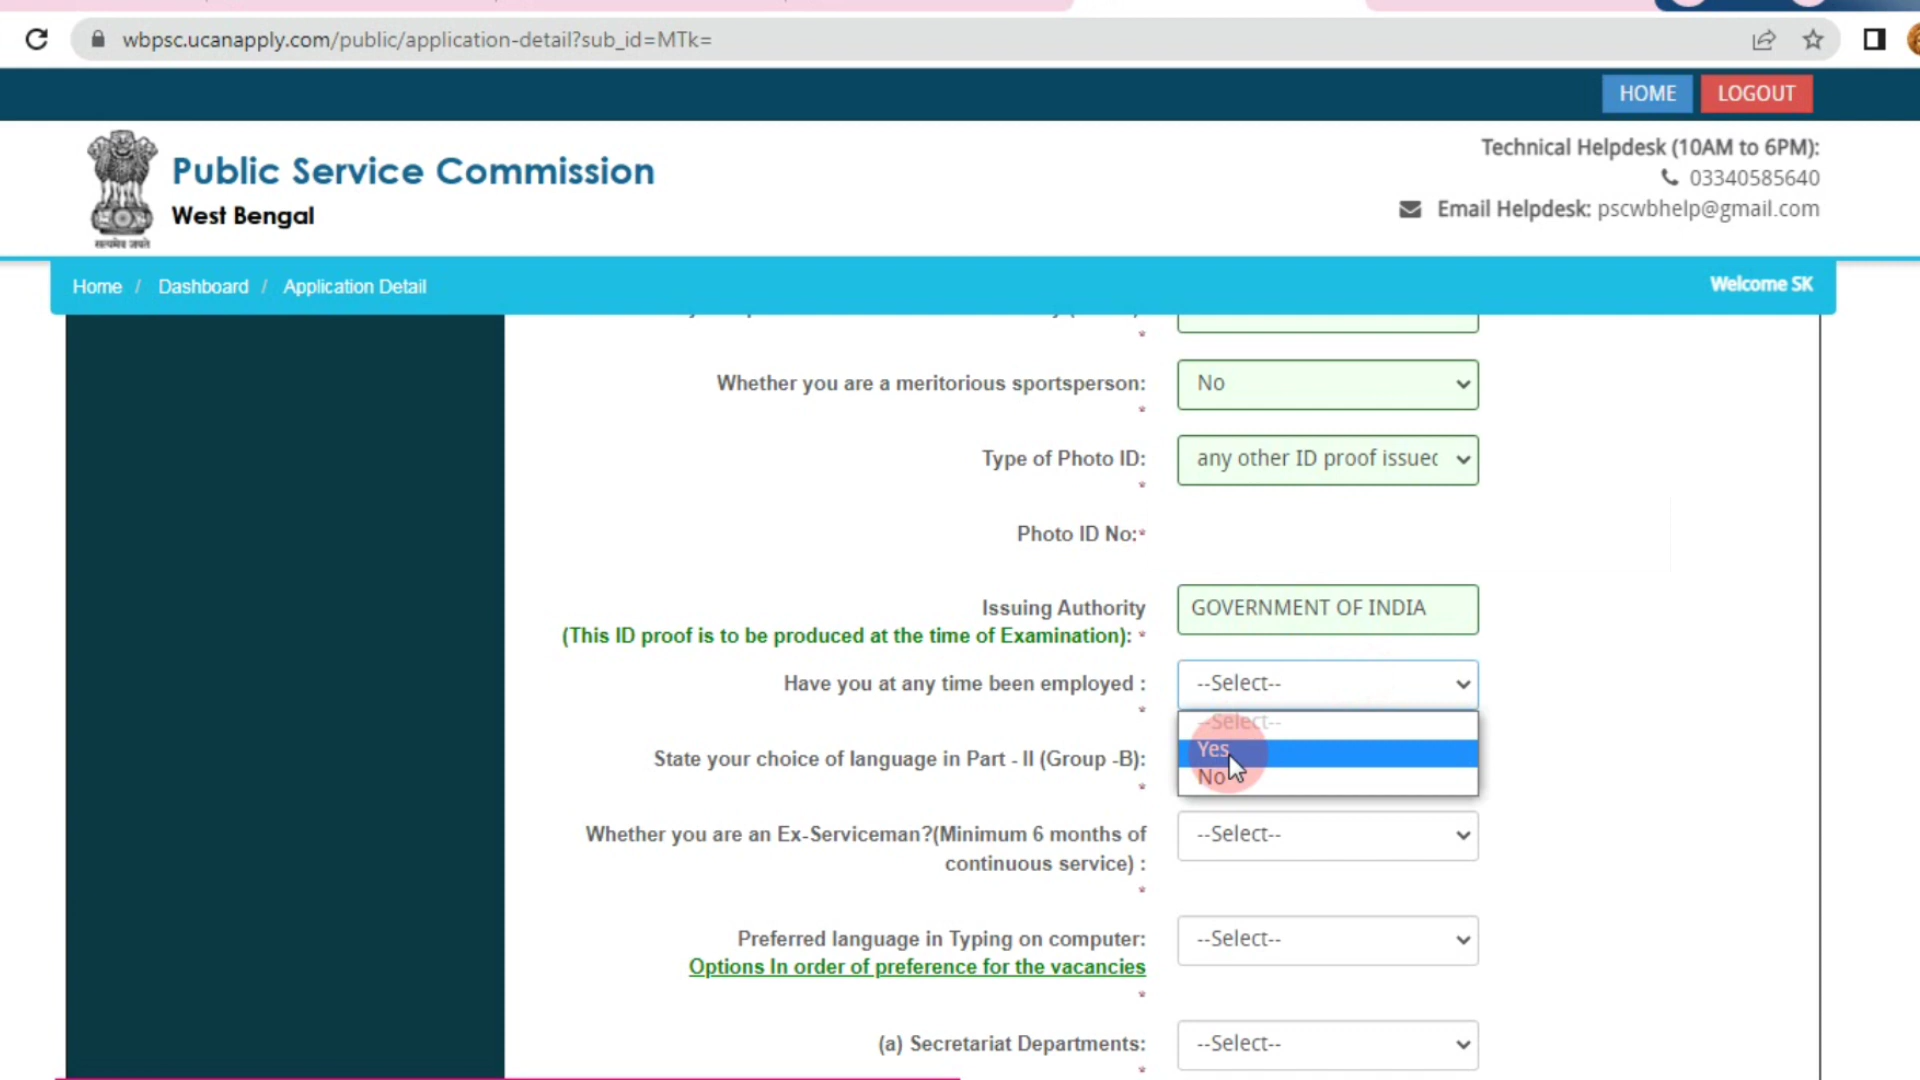 wbpsc.ucanapply.com/public/application-detail?sub_id=MTk=
HOME LOGOUT
Public Service Commission
West Bengal
सत्यमेव जयते
Technical Helpdesk (10AM to 6PM):
03340585640
Email Helpdesk: pscwbhelp@gmail.com
Home / Dashboard / Application Detail
Welcome SK
*
Whether you are a meritorious sportsperson: No
*
Type of Photo ID: any other ID proof issued
*
Photo ID No:*
Issuing Authority GOVERNMENT OF INDIA
(This ID proof is to be produced at the time of Examination): *
Have you at any time been employed : --Select--
*
--Select--
Yes
No
State your choice of language in Part - II (Group -B):
*
Whether you are an Ex-Serviceman?(Minimum 6 months of --Select--
continuous service) :
*
Preferred language in Typing on computer: --Select--
Options In order of preference for the vacancies
*
(a) Secretariat Departments: --Select--
*